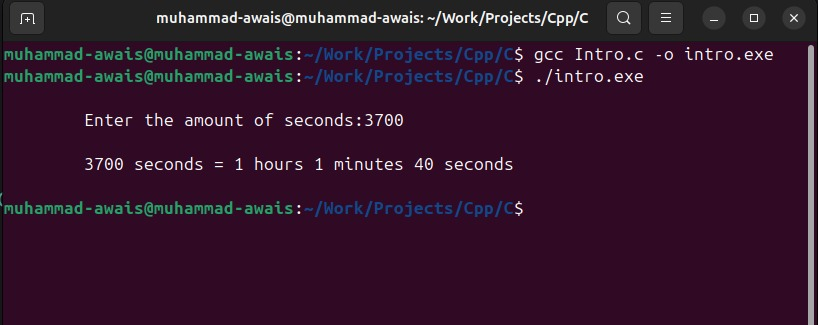 muhammad-awais@muhammad-awais: ~/Work/Projects/Cpp/C
muhammad-awais@muhammad-awais:~/Work/Projects/Cpp/C$ gcc Intro.c -o intro.exe
muhammad-awais@muhammad-awais:~/Work/Projects/Cpp/C$ ./intro.exe
Enter the amount of seconds:3700
3700 seconds = 1 hours 1 minutes 40 seconds
muhammad-awais@muhammad-awais:~/Work/Projects/Cpp/C$